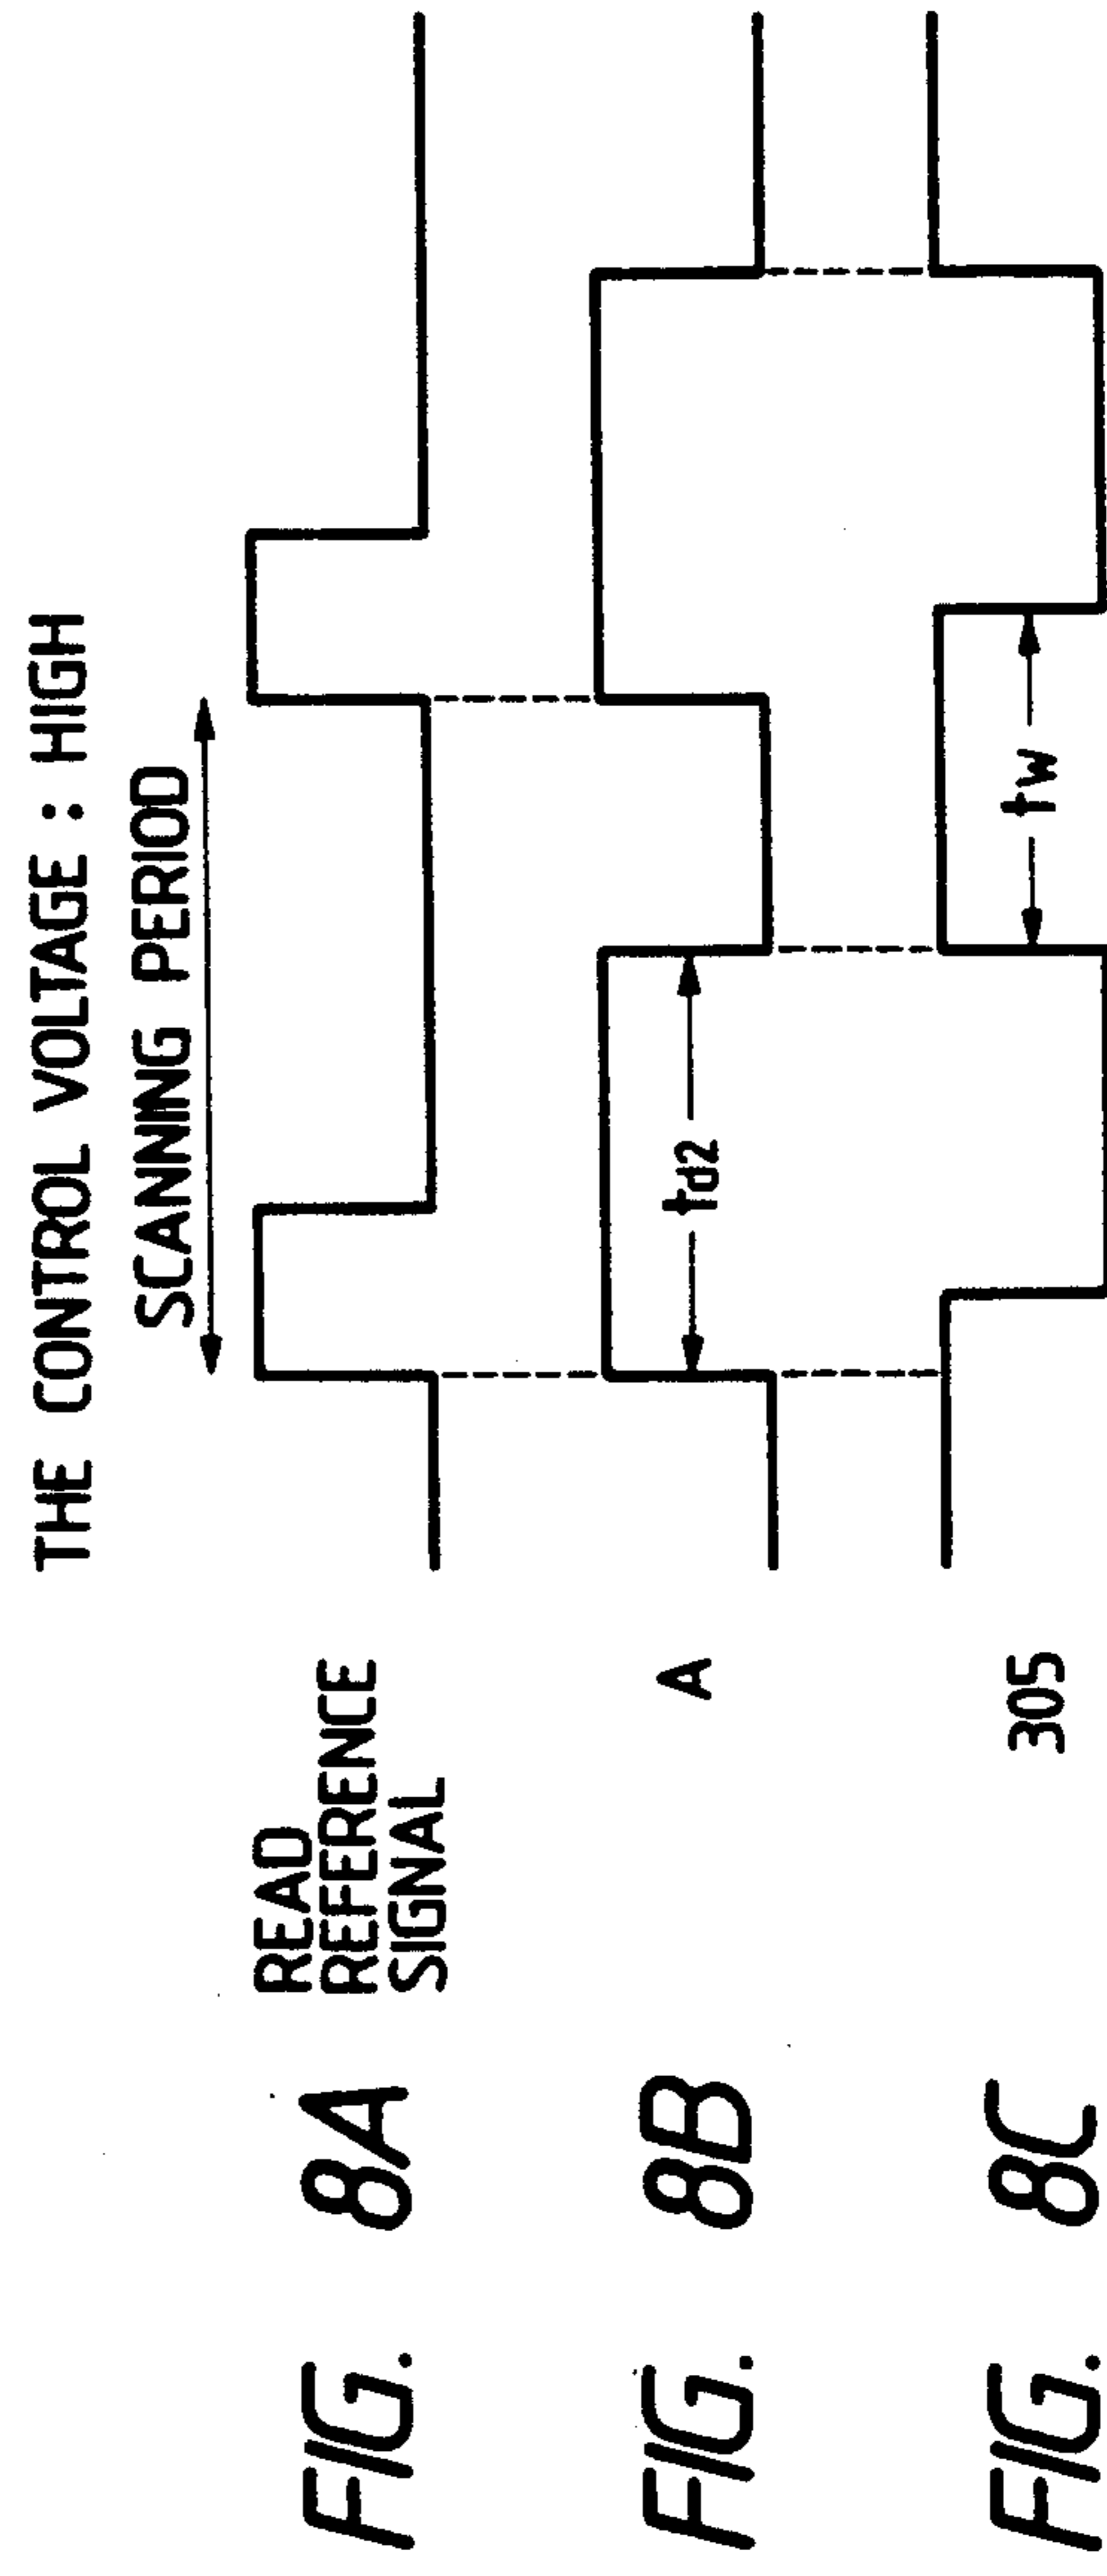 THE CONTROL VOLTAGE : HIGH
SCANNING PERIOD
FIG. 8A
READ
REFERENCE
SIGNAL
FIG. 8B
A
td2
FIG. 8C
305
tw